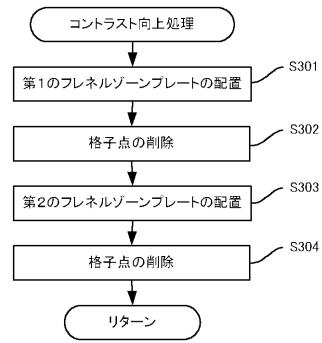 コントラスト向上処理
第1のフレネルゾーンプレートの配置
S301
格子点の削除
S302
第2のフレネルゾーンプレートの配置
S303
格子点の削除
S304
リターン